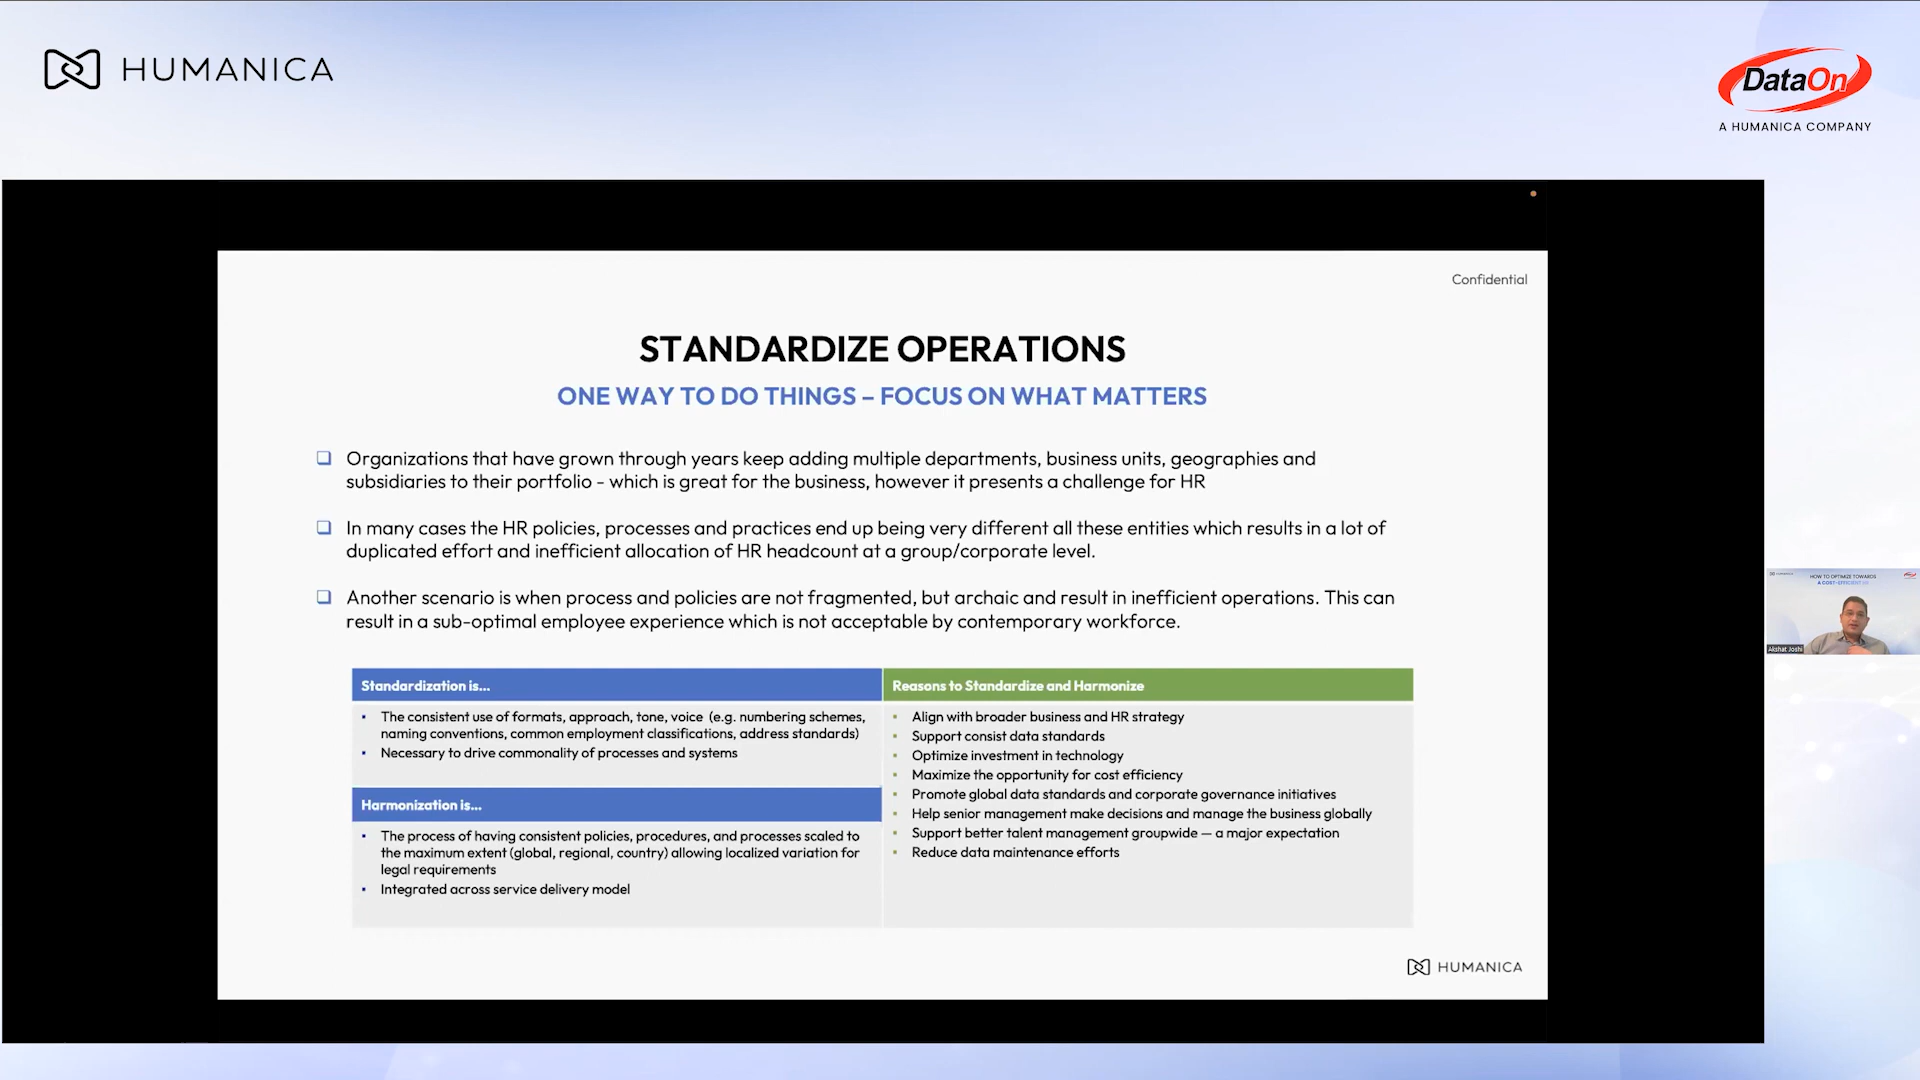 HUMANICA
DataOn
A HUMANICA COMPANY
Confidential
STANDARDIZE OPERATIONS
ONE WAY TO DO THINGS – FOCUS ON WHAT MATTERS
Organizations that have grown through years keep adding multiple departments, business units, geographies and
subsidiaries to their portfolio - which is great for the business, however it presents a challenge for HR
In many cases the HR policies, processes and practices end up being very different all these entities which results in a lot of
duplicated effort and inefficient allocation of HR headcount at a group/corporate level.
Another scenario is when process and policies are not fragmented, but archaic and result in inefficient operations. This can
result in a sub-optimal employee experience which is not acceptable by contemporary workforce.
Standardization is...
The consistent use of formats, approach, tone, voice (e.g. numbering schemes,
naming conventions, common employment classifications, address standards)
Necessary to drive commonality of processes and systems
Harmonization is...
The process of having consistent policies, procedures, and processes scaled to
the maximum extent (global, regional, country) allowing localized variation for
legal requirements
Integrated across service delivery model
Reasons to Standardize and Harmonize
Align with broader business and HR strategy
Support consist data standards
Optimize investment in technology
Maximize the opportunity for cost efficiency
Promote global data standards and corporate governance initiatives
Help senior management make decisions and manage the business globally
Support better talent management groupwide — a major expectation
Reduce data maintenance efforts
HUMANICA
HOW TO OPTIMIZE TOWARDS
A COST-EFFICIENT HR
Akshat Joshi